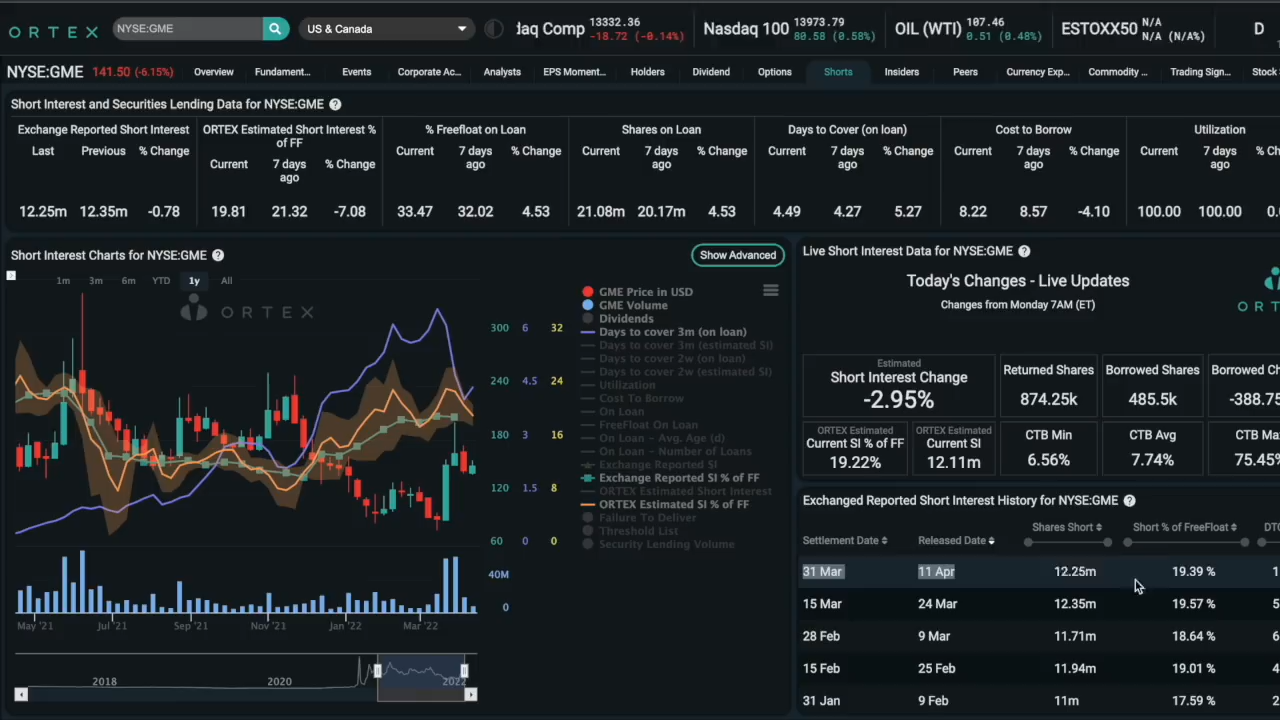 ORTEX
NYSE:GME
US & Canada
daq Comp 13332.36 -18.72 (-0.14%)
Nasdaq 100 13973.79 80.58 (0.58%)
OIL (WTI) 107.46 0.51 (0.48%)
ESTOXX50 N/A N/A (N/A%)
D
NYSE:GME 141.50 (-6.15%) Overview Fundament... Events Corporate Ac... Analysts EPS Moment... Holders Dividend Options Shorts Insiders Peers Currency Exp... Commodity ... Trading Sign... Stock
Short Interest and Securities Lending Data for NYSE:GME ?
Exchange Reported Short Interest
Last Previous % Change
12.25m 12.35m -0.78
ORTEX Estimated Short Interest %
of FF
Current 7 days ago % Change
19.81 21.32 -7.08
% Freefloat on Loan
Current 7 days ago % Change
33.47 32.02 4.53
Shares on Loan
Current 7 days ago % Change
21.08m 20.17m 4.53
Days to Cover (on loan)
Current 7 days ago % Change
4.49 4.27 5.27
Cost to Borrow
Current 7 days ago % Change
8.22 8.57 -4.10
Utilization
Current 7 days ago % Ch
100.00 100.00 0.
Short Interest Charts for NYSE:GME ?
Show Advanced
1m 3m 6m YTD 1y All
ORTEX
300 6 32
240 4.5 24
180 3 16
120 1.5 8
60 0 0
40M
0
May '21 Jul '21 Sep '21 Nov '21 Jan '22 Mar '22
2018 2020 2022
GME Price in USD
GME Volume
Dividends
Days to cover 3m (on loan)
Days to cover 3m (estimated SI)
Days to cover 2w (on loan)
Days to cover 2w (estimated SI)
Utilization
Cost To Borrow
On Loan
FreeFloat On Loan
On Loan - Avg. Age (d)
On Loan - Number of Loans
Exchange Reported SI
Exchange Reported SI % of FF
ORTEX Estimated Short Interest
ORTEX Estimated SI % of FF
Failure To Deliver
Threshold List
Security Lending Volume
Live Short Interest Data for NYSE:GME ?
Today's Changes - Live Updates
Changes from Monday 7AM (ET)
ORT
Estimated
Short Interest Change
-2.95%
Returned Shares
874.25k
Borrowed Shares
485.5k
Borrowed C
-388.75
ORTEX Estimated
Current SI % of FF
19.22%
ORTEX Estimated
Current SI
12.11m
CTB Min
6.56%
CTB Avg
7.74%
CTB Ma
75.45%
Exchanged Reported Short Interest History for NYSE:GME ?
Settlement Date Released Date Shares Short Short % of FreeFloat DTC
31 Mar 11 Apr 12.25m 19.39 % 1
15 Mar 24 Mar 12.35m 19.57 % 5
28 Feb 9 Mar 11.71m 18.64 % 6
15 Feb 25 Feb 11.94m 19.01 % 4
31 Jan 9 Feb 11m 17.59 % 2